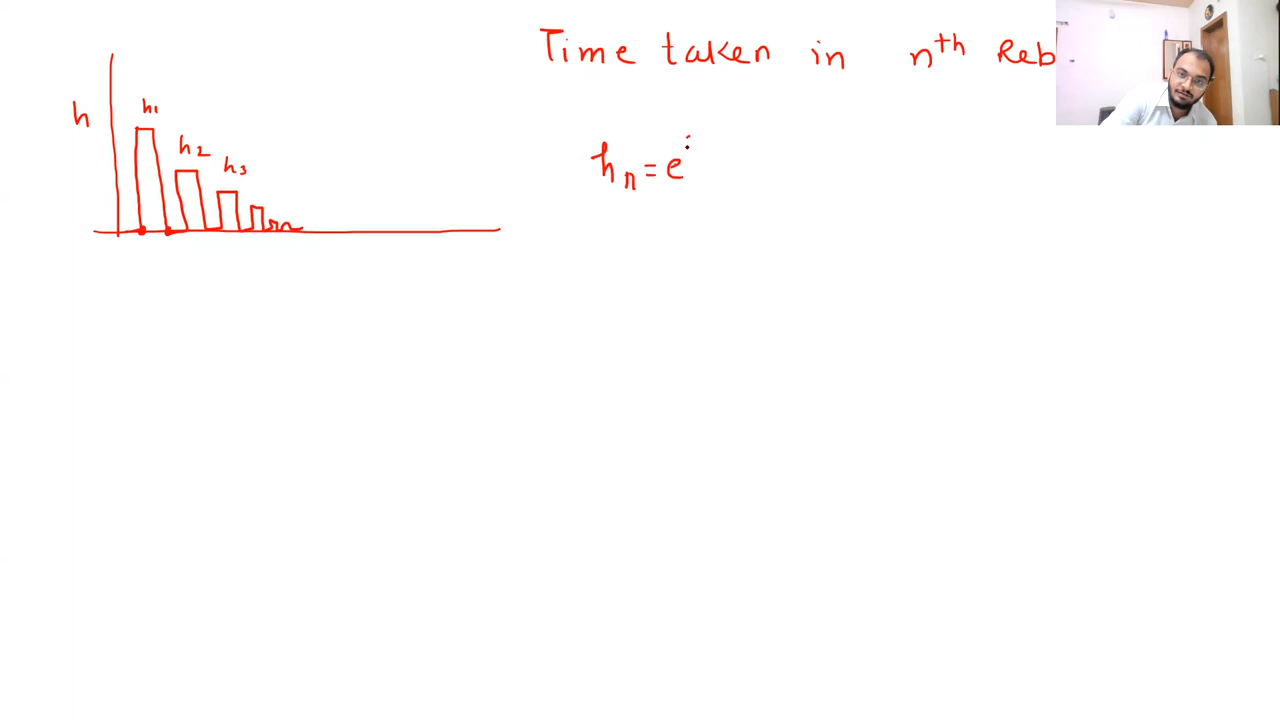 Time taken in nth Reb
h
h1
h2
h3
hn = e